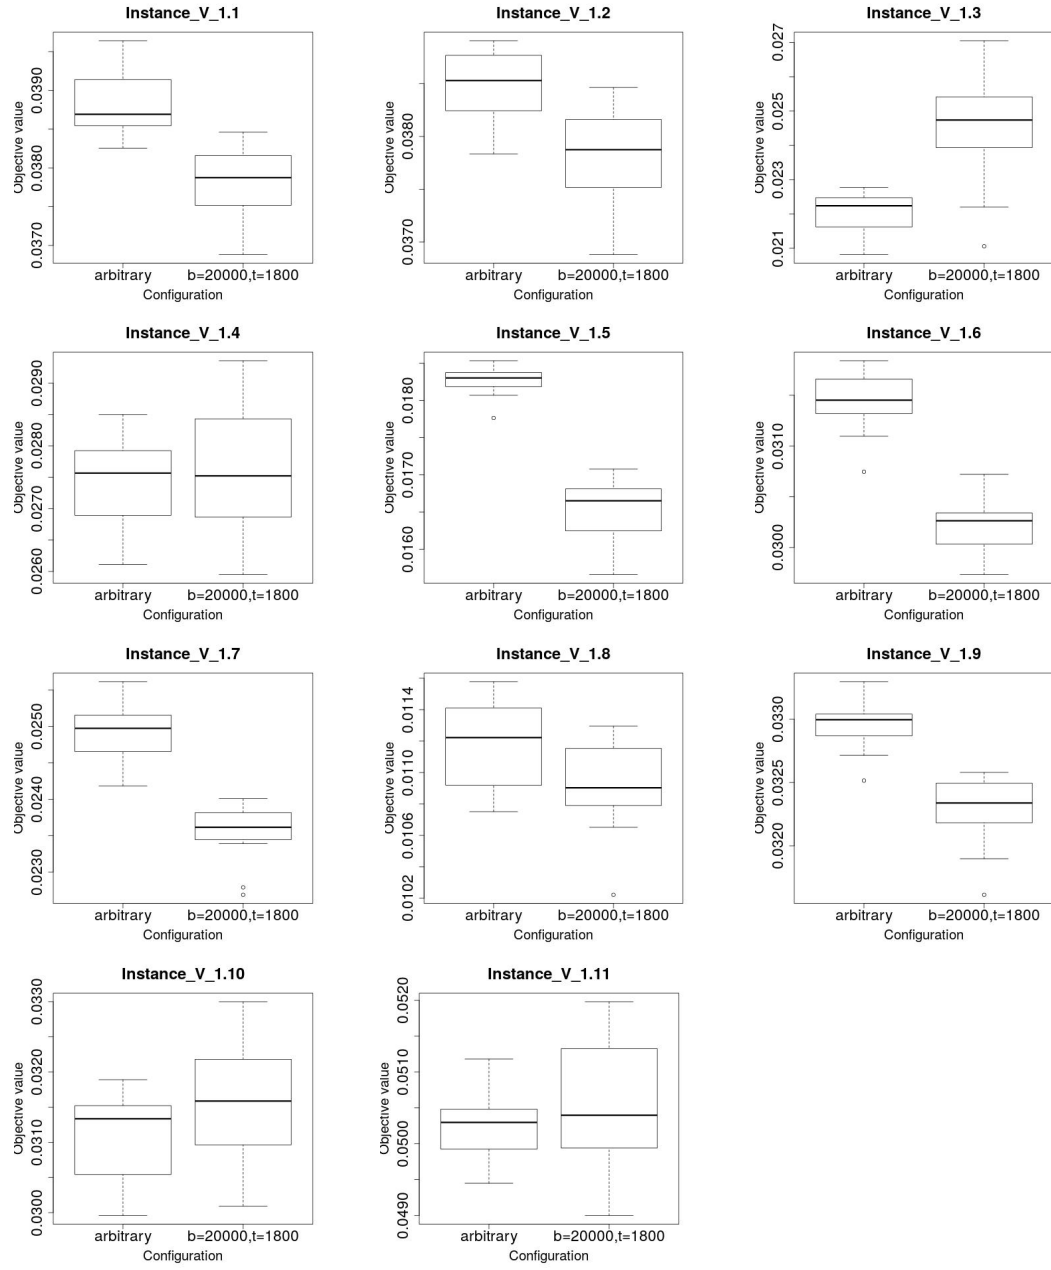 Instance_V_1.1
Objective value
0.0390
0.0380
0.0370
arbitrary b=20000,t=1800
Configuration
Instance_V_1.2
Objective value
0.0380
0.0370
arbitrary b=20000,t=1800
Configuration
Instance_V_1.3
Objective value
0.027
0.025
0.023
0.021
arbitrary b=20000,t=1800
Configuration
Instance_V_1.4
Objective value
0.0290
0.0280
0.0270
0.0260
arbitrary b=20000,t=1800
Configuration
Instance_V_1.5
Objective value
0.0180
0.0170
0.0160
arbitrary b=20000,t=1800
Configuration
Instance_V_1.6
Objective value
0.0310
0.0300
arbitrary b=20000,t=1800
Configuration
Instance_V_1.7
Objective value
0.0250
0.0240
0.0230
arbitrary b=20000,t=1800
Configuration
Instance_V_1.8
Objective value
0.0114
0.0110
0.0106
0.0102
arbitrary b=20000,t=1800
Configuration
Instance_V_1.9
Objective value
0.0330
0.0325
0.0320
arbitrary b=20000,t=1800
Configuration
Instance_V_1.10
Objective value
0.0330
0.0320
0.0310
0.0300
arbitrary b=20000,t=1800
Configuration
Instance_V_1.11
Objective value
0.0520
0.0510
0.0500
0.0490
arbitrary b=20000,t=1800
Configuration